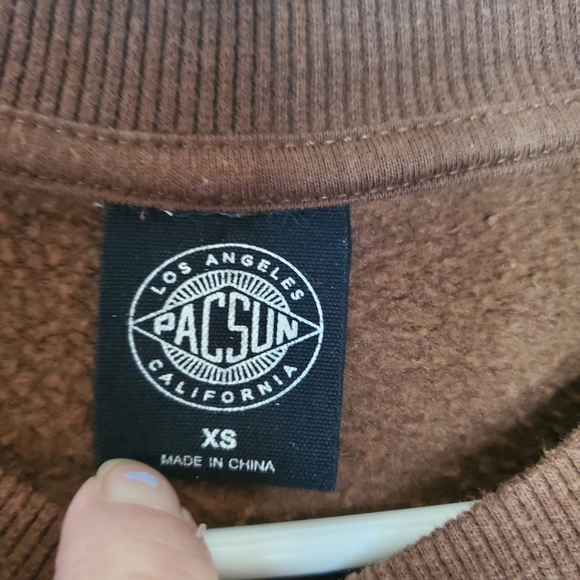 LOS ANGELES
PACSUN
CALIFORNIA
XS
MADE IN CHINA